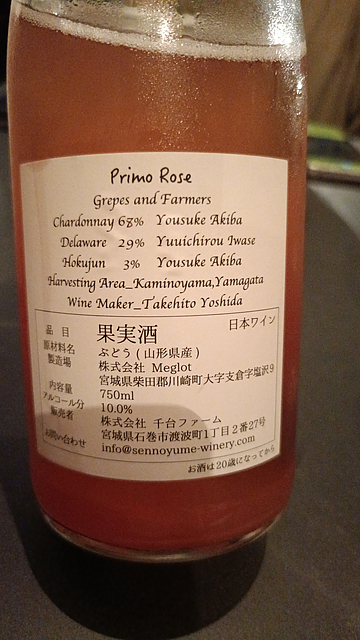 Primo Rose
Grepes and Farmers
Chardonnay 68% Yousuke Akiba
Delaware 29% Yuuichirou Iwase
Hokujun 3% Yousuke Akiba
Harvesting Area_Kaminoyama,Yamagata
Wine Maker_Takehito Yoshida
日本ワイン
品目 果実酒
原材料名 ぶどう(山形県産)
製造場 株式会社 Meglot
宮城県柴田郡川崎町大字支倉字塩沢9
内容量 750ml
アルコール分 10.0%
販売者 株式会社 千台ファーム
宮城県石巻市渡波町1丁目2番27号
お問い合わせ info@sennoyume-winery.com
お酒は20歳になってから